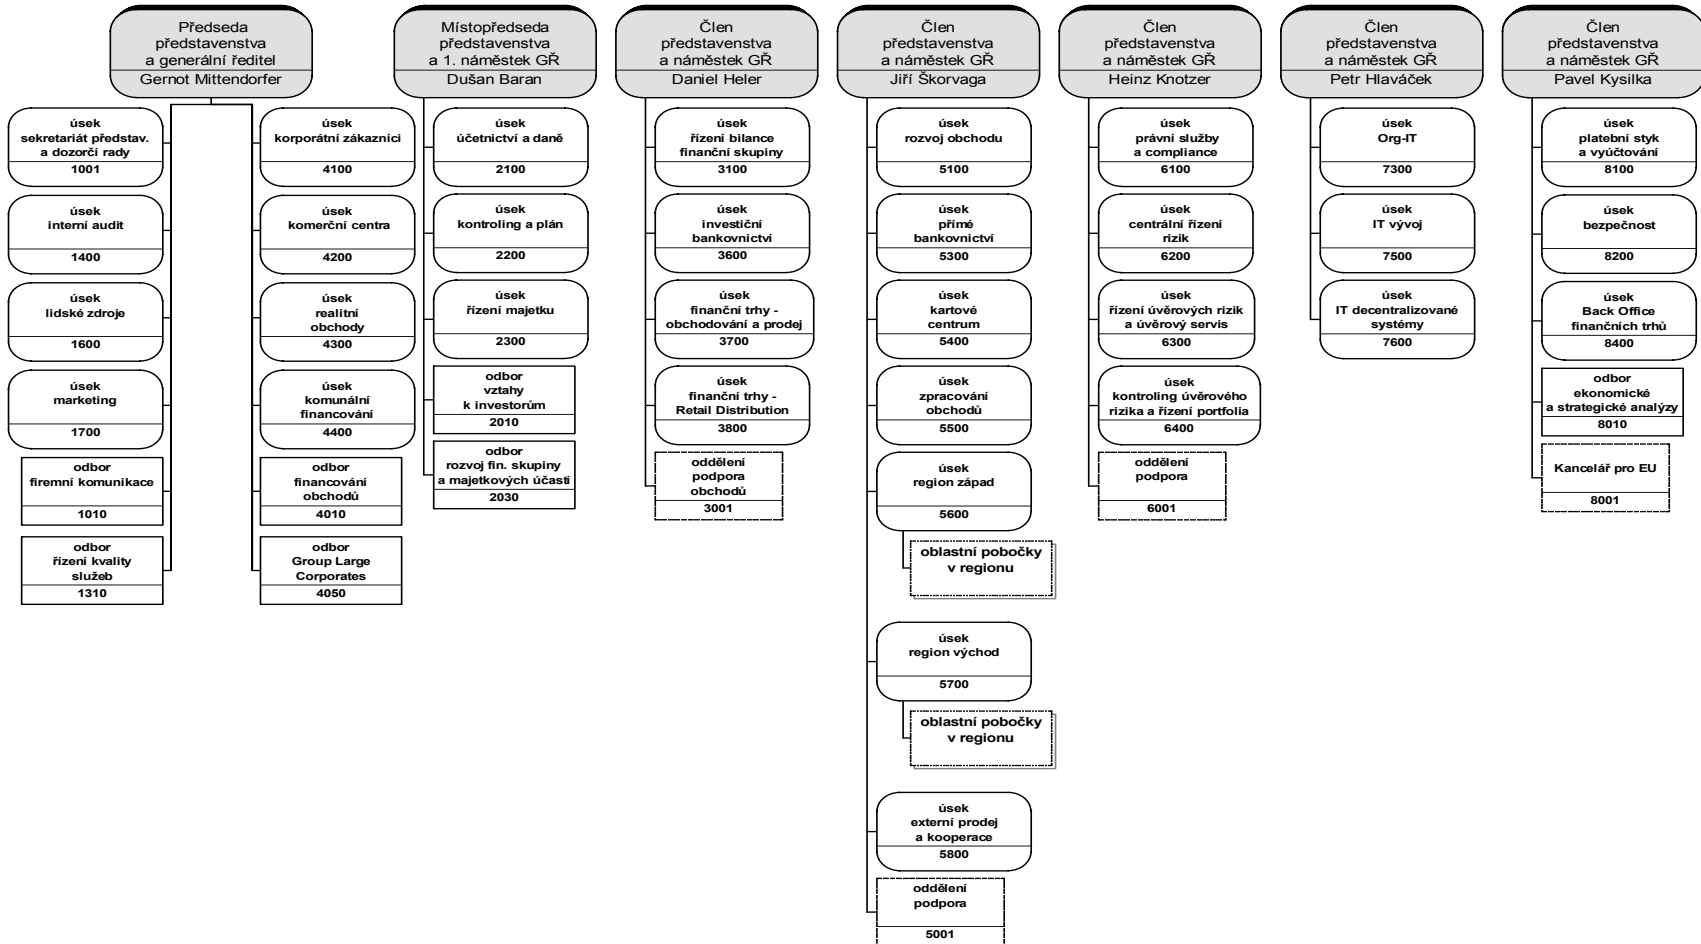 Předseda
představenstva
a generální ředitel
Gernot Mittendorfer
úsek
sekretariát představ.
a dozorčí rady
1001
úsek
interní audit
1400
úsek
lidské zdroje
1600
úsek
marketing
1700
odbor
firemní komunikace
1010
odbor
řízení kvality
služeb
1310
úsek
korporátní zákazníci
4100
úsek
komerční centra
4200
úsek
realitní
obchody
4300
úsek
komunální
financování
4400
odbor
financování
obchodů
4010
odbor
Group Large
Corporates
4050
Místopředseda
představenstva
a 1. náměstek GŘ
Dušan Baran
úsek
účetnictví a daně
2100
úsek
kontroling a plán
2200
úsek
řízení majetku
2300
odbor
vztahy
k investorům
2010
odbor
rozvoj fin. skupiny
a majetkových účastí
2030
Člen
představenstva
a náměstek GŘ
Daniel Heler
úsek
řízení bilance
finanční skupiny
3100
úsek
investiční
bankovnictví
3600
úsek
finanční trhy -
obchodování a prodej
3700
úsek
finanční trhy -
Retail Distribution
3800
oddělení
podpora
obchodů
3001
Člen
představenstva
a náměstek GŘ
Jiří Škorvaga
úsek
rozvoj obchodu
5100
úsek
přímé
bankovnictví
5300
úsek
kartové
centrum
5400
úsek
zpracování
obchodů
5500
úsek
region západ
5600
oblastní pobočky
v regionu
úsek
region východ
5700
oblastní pobočky
v regionu
úsek
externí prodej
a kooperace
5800
oddělení
podpora
5001
Člen
představenstva
a náměstek GŘ
Heinz Knotzer
úsek
právní služby
a compliance
6100
úsek
centrální řízení
rizik
6200
úsek
řízení úvěrových rizik
a úvěrový servis
6300
úsek
kontroling úvěrového
rizika a řízení portfolia
6400
oddělení
podpora
6001
Člen
představenstva
a náměstek GŘ
Petr Hlaváček
úsek
Org-IT
7300
úsek
IT vývoj
7500
úsek
IT decentralizované
systémy
7600
Člen
představenstva
a náměstek GŘ
Pavel Kysilka
úsek
platební styk
a vyúčtování
8100
úsek
bezpečnost
8200
úsek
Back Office
finančních trhů
8400
odbor
ekonomické
a strategické analýzy
8010
Kancelář pro EU
8001